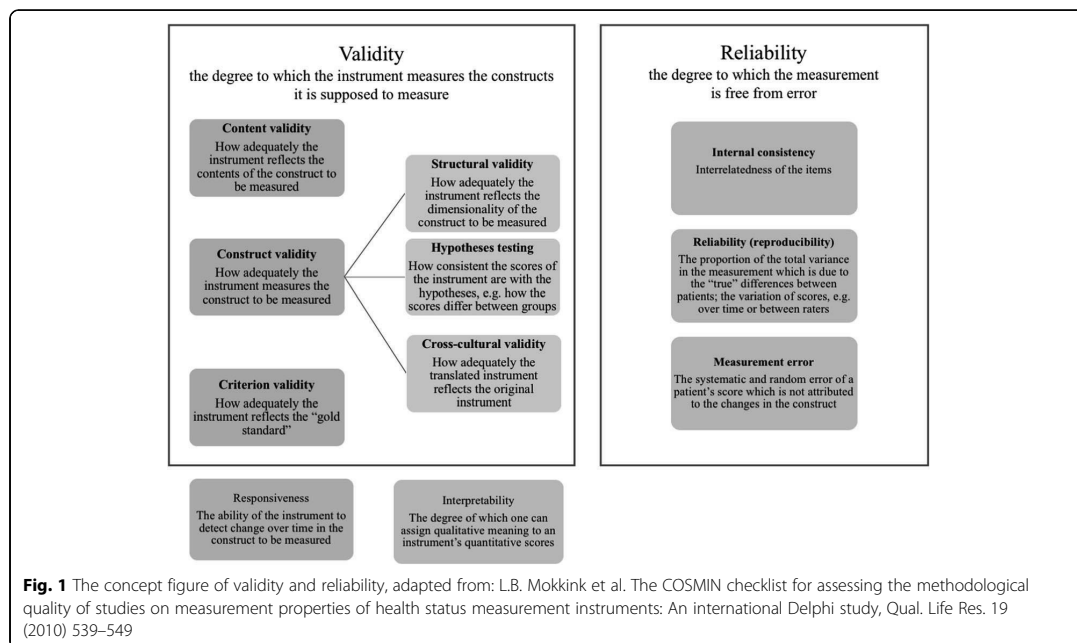 Validity
the degree to which the instrument measures the constructs
it is supposed to measure
Content validity
How adequately the
instrument reflects the
contents of the construct to
be measured
Construct validity
How adequately the
instrument measures the
construct to be measured
Criterion validity
How adequately the
instrument reflects the “gold
standard”
Structural validity
How adequately the
instrument reflects the
dimensionality of the
construct to be measured
Hypotheses testing
How consistent the scores of
the instrument are with the
hypotheses, e.g. how the
scores differ between groups
Cross-cultural validity
How adequately the
translated instrument
reflects the original
instrument
Reliability
the degree to which the measurement
is free from error
Internal consistency
Interrelatedness of the items
Reliability (reproducibility)
The proportion of the total variance
in the measurement which is due to
the “true” differences between
patients; the variation of scores, e.g.
over time or between raters
Measurement error
The systematic and random error of a
patient’s score which is not attributed
to the changes in the construct
Responsiveness
The ability of the instrument to
detect change over time in the
construct to be measured
Interpretability
The degree of which one can
assign qualitative meaning to an
instrument’s quantitative scores
Fig. 1 The concept figure of validity and reliability, adapted from: L.B. Mokkink et al. The COSMIN checklist for assessing the methodological
quality of studies on measurement properties of health status measurement instruments: An international Delphi study, Qual. Life Res. 19
(2010) 539–549